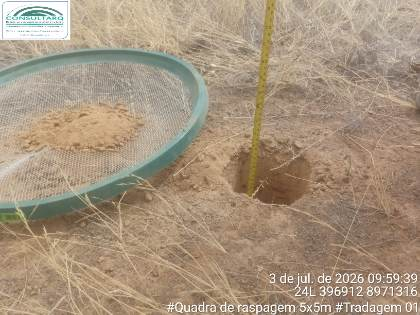 CONSULTARQ
3 de jul. de 2026 09:59:39
24L 396912 8971316
#Quadra de raspagem 5x5m #Tradagem 01